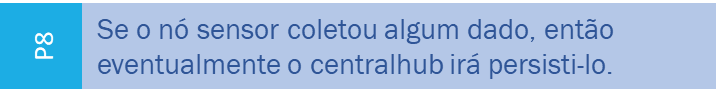 P8
Se o nó sensor coletou algum dado, então
eventualmente o centralhub irá persisti-lo.